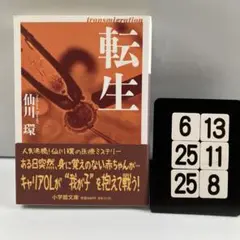 transmigration
転生
仙川 環
人気沸騰！仙川環の医療ミステリー
ある日突然、身に覚えのない赤ちゃんが―
キャリアOLが“我が子”を抱えて戦う！
小学館文庫
6 13
25 11
25 8